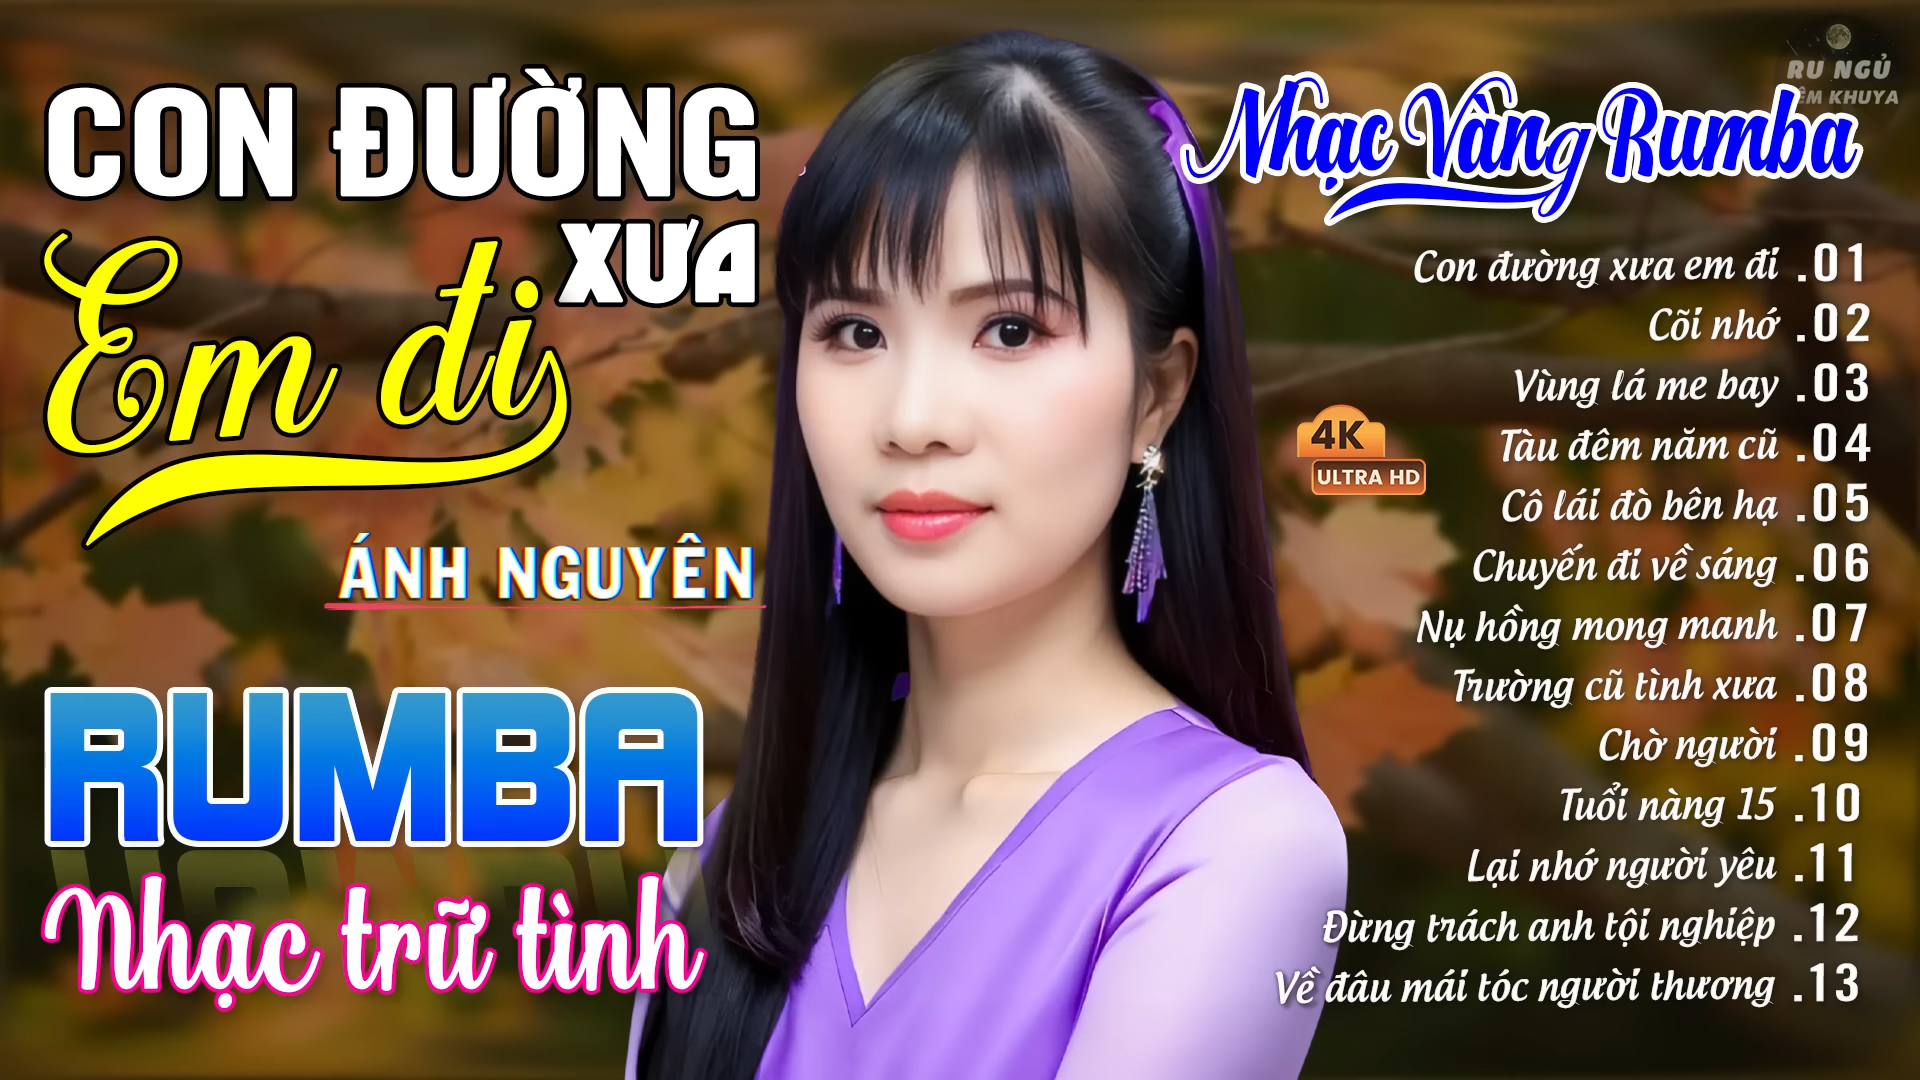 CON ĐƯỜNG
XƯA
Em đi
ÁNH NGUYÊN
RUMBA
Nhạc trữ tình
RU NGỦ
ÊM KHUYA
Nhạc Vàng Rumba
Con đường xưa em đi .01
Cõi nhớ .02
Vùng lá me bay .03
Tàu đêm năm cũ .04
Cô lái đò bên hạ .05
Chuyến đi về sáng .06
Nụ hồng mong manh .07
Trường cũ tình xưa .08
Chờ người .09
Tuổi nàng 15 .10
Lại nhớ người yêu .11
Đừng trách anh tội nghiệp .12
Về đâu mái tóc người thương .13
4K
ULTRA HD